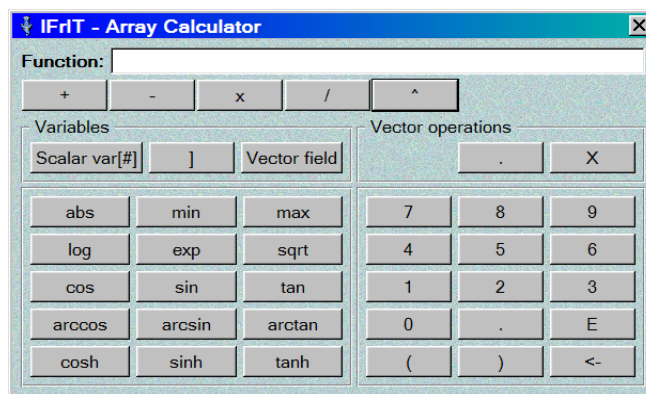 IFrIT - Array Calculator X
Function:
+ - x / ^
Variables Vector operations
Scalar var[#] ] Vector field . X
abs min max 7 8 9
log exp sqrt 4 5 6
cos sin tan 1 2 3
arccos arcsin arctan 0 . E
cosh sinh tanh ( ) <-